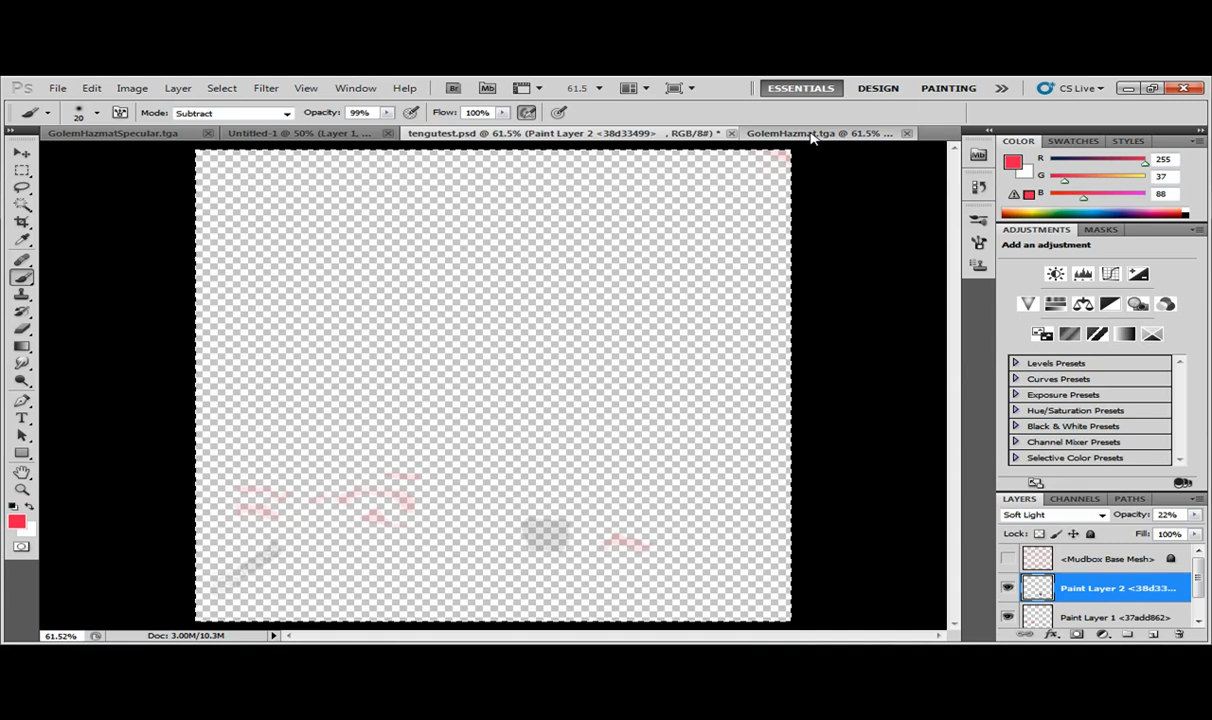 Ps File Edit Image Layer Select Filter View Window Help Br Mb 61.5 ESSENTIALS DESIGN PAINTING CS Live
20 Mode: Subtract Opacity: 99% Flow: 100%
GolemHazmatSpecular.tga Untitled-1 @ 50% (Layer 1, ... tengutest.psd @ 61.5% (Paint Layer 2 <38d33499> , RGB/8#) * GolemHazmat.tga @ 61.5% ...
COLOR SWATCHES STYLES
R 255
G 37
B 88
ADJUSTMENTS MASKS
Add an adjustment
Levels Presets
Curves Presets
Exposure Presets
Hue/Saturation Presets
Black & White Presets
Channel Mixer Presets
Selective Color Presets
LAYERS CHANNELS PATHS
Soft Light Opacity: 22%
Lock: Fill: 100%
<Mudbox Base Mesh>
Paint Layer 2 <38d33...
Paint Layer 1 <37add862>
61.52% Doc: 3.00M/10.3M